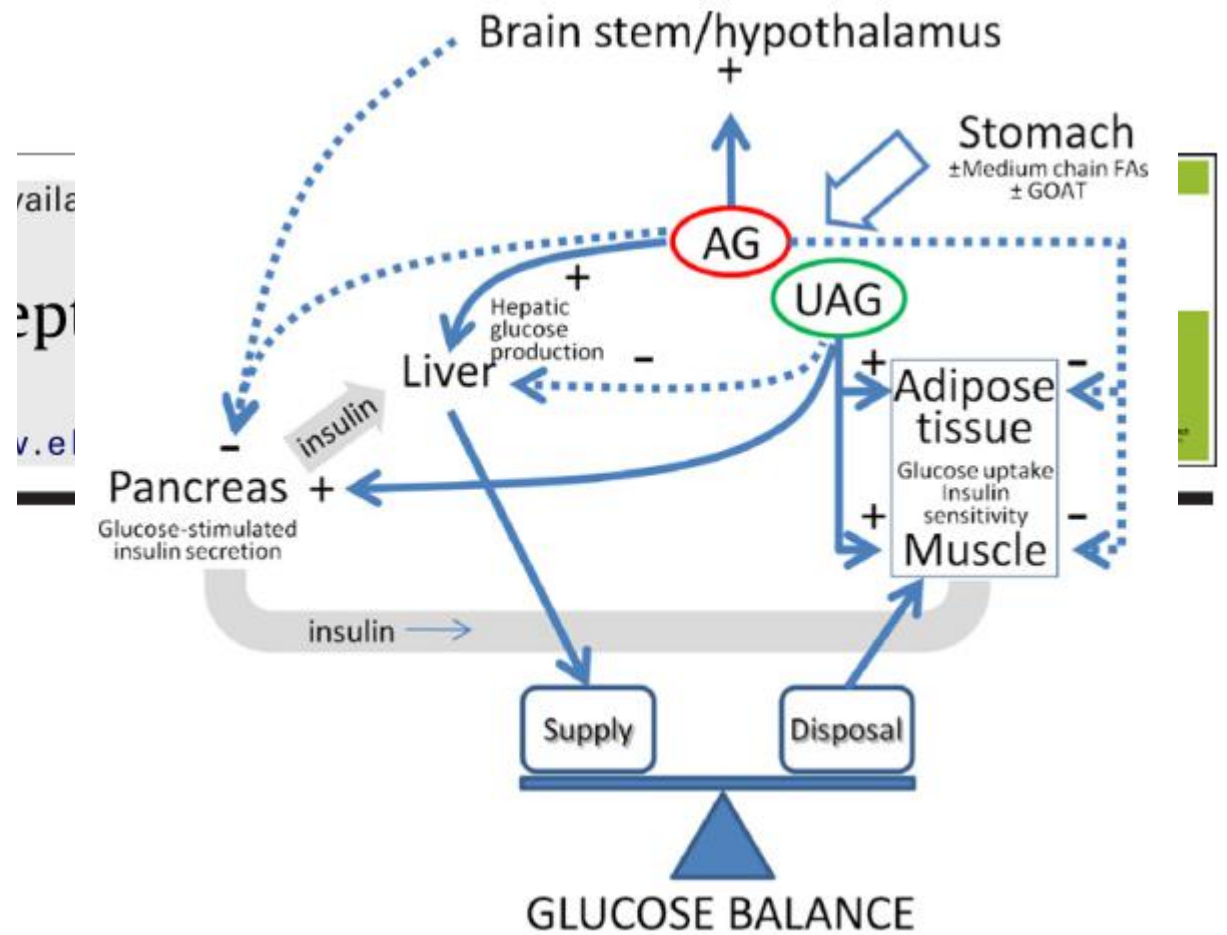 Brain stem/hypothalamus
+
Stomach
±Medium chain FAs
± GOAT
AG
UAG
+
Hepatic
glucose
production
-
Liver
insulin
-
Pancreas +
Glucose-stimulated
insulin secretion
+ Adipose -
tissue
Glucose uptake
Insulin
sensitivity
+ Muscle -
insulin
Supply
Disposal
GLUCOSE BALANCE